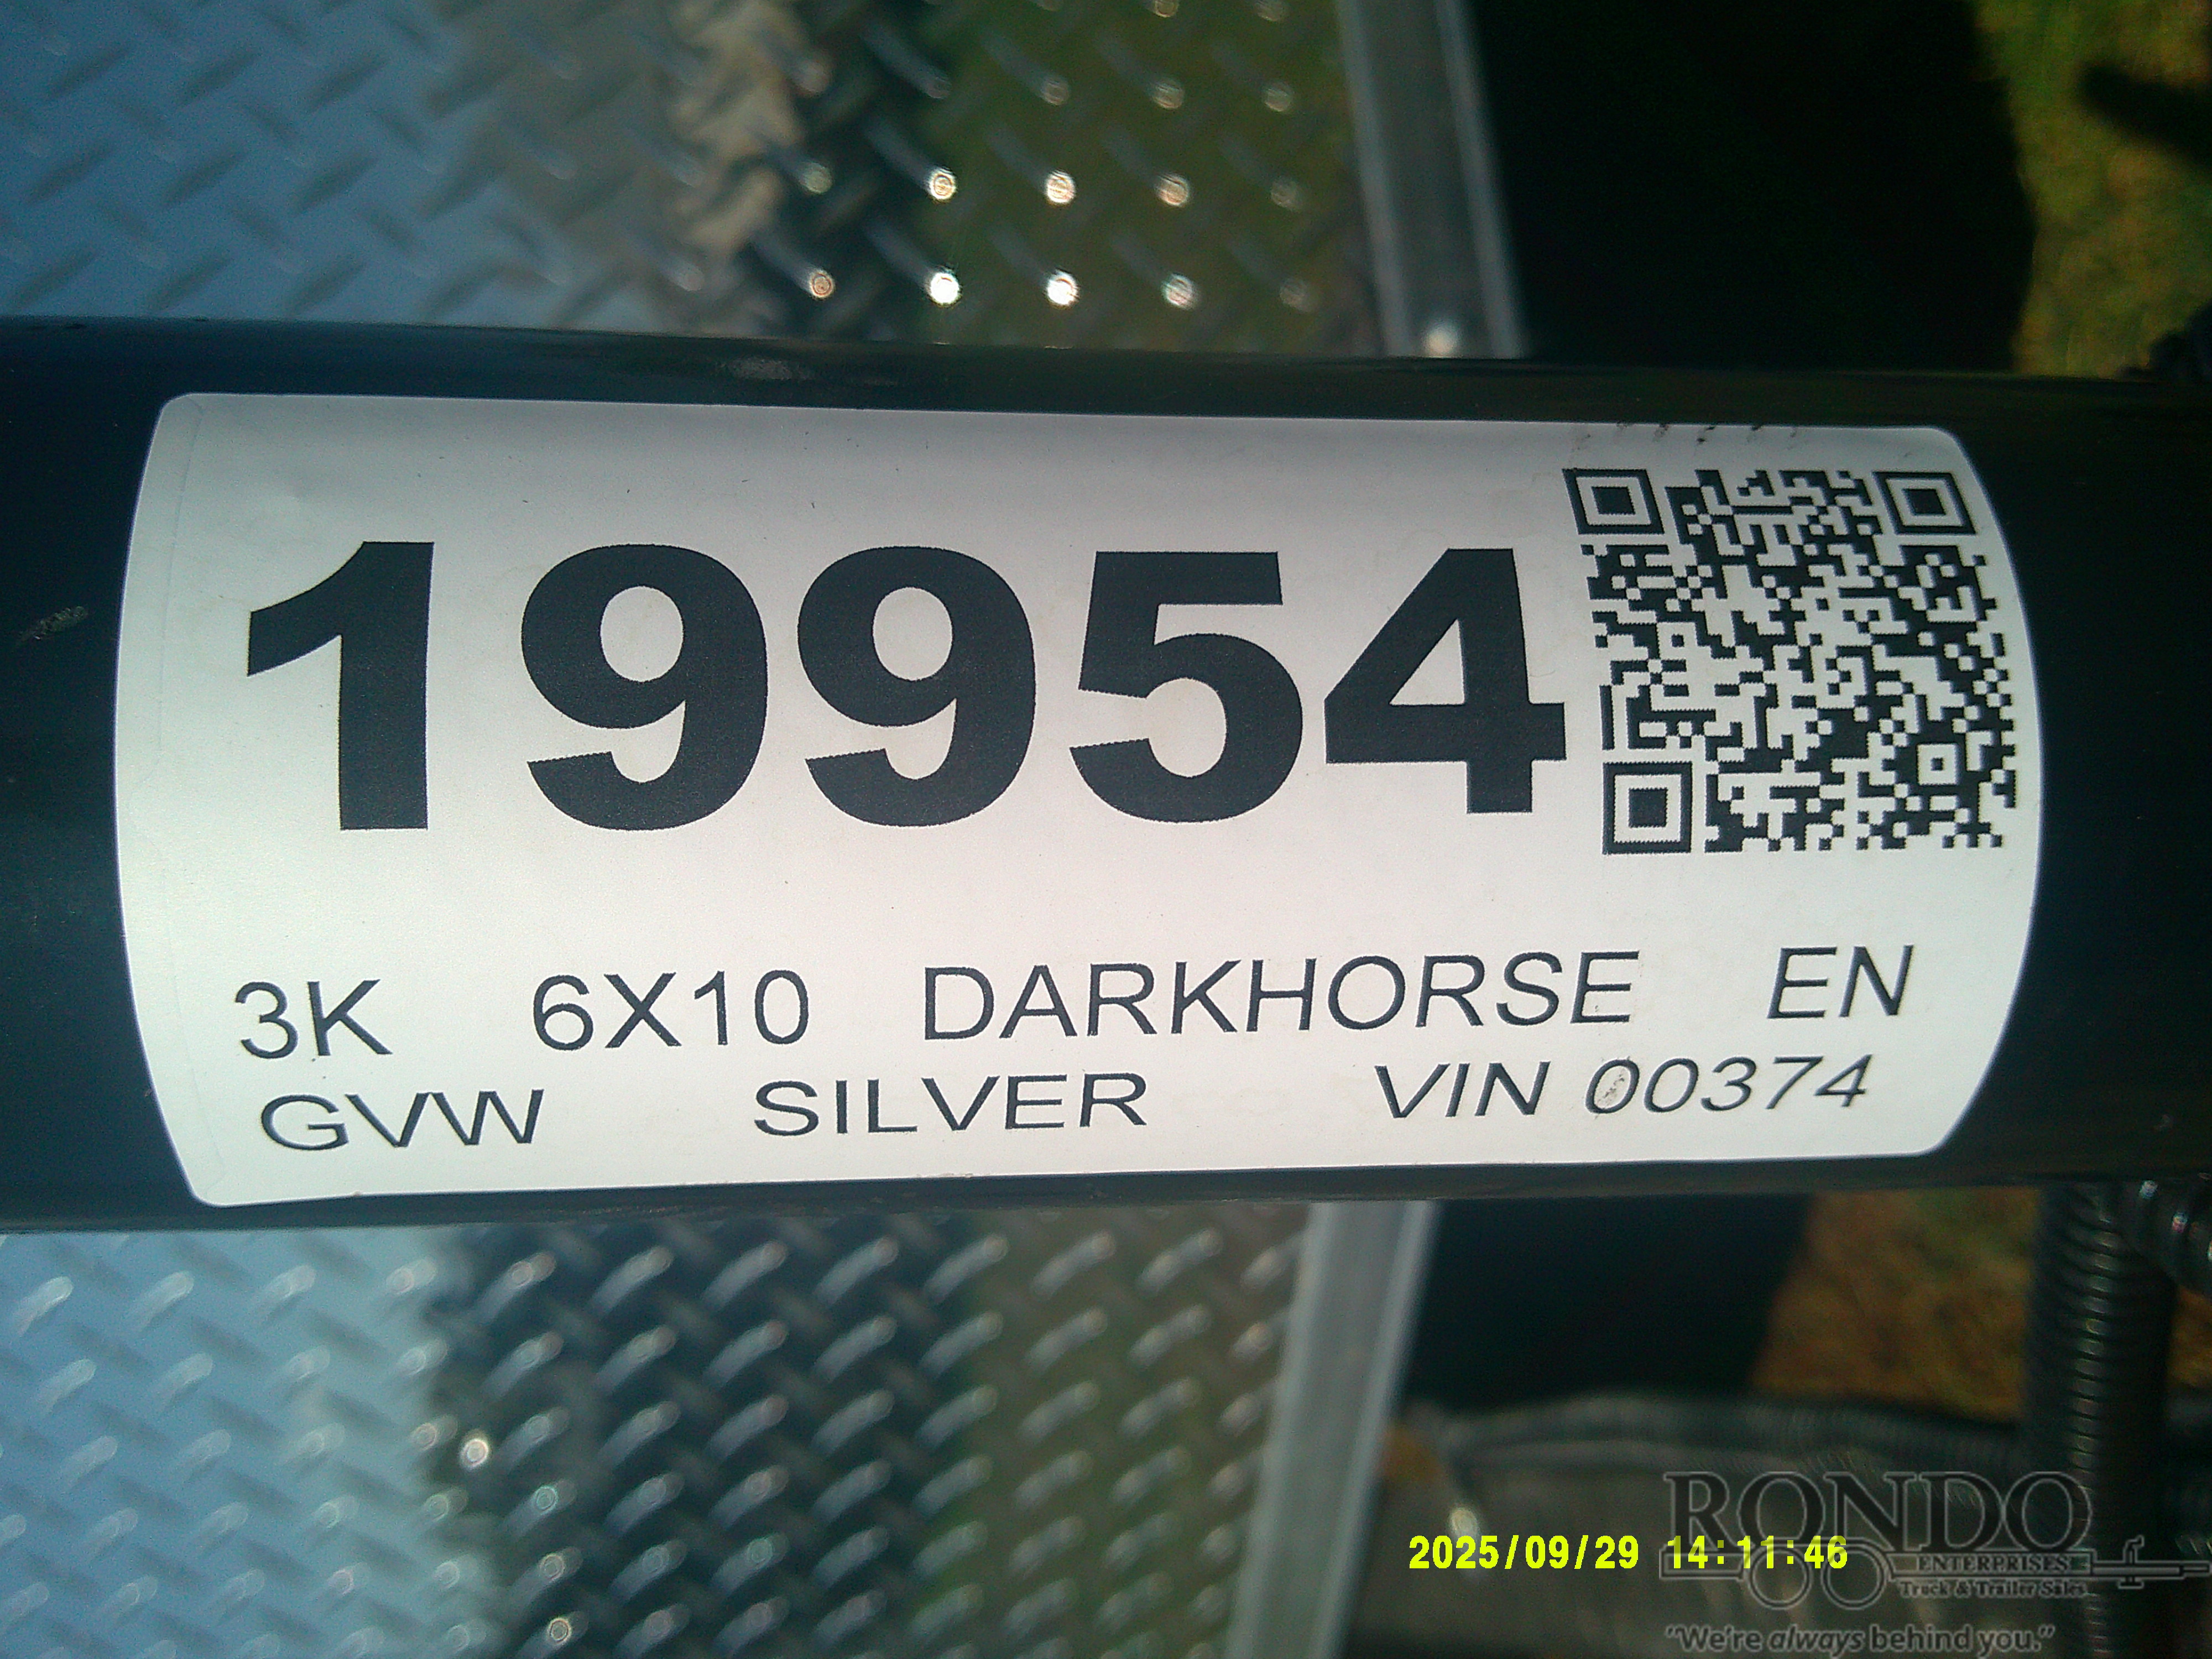 19954
3K 6X10 DARKHORSE EN
GVW SILVER VIN 00374
2025/09/29 14:11:46
RONDO
ENTERPRISES
Truck & Trailer Sales
"We're always behind you."